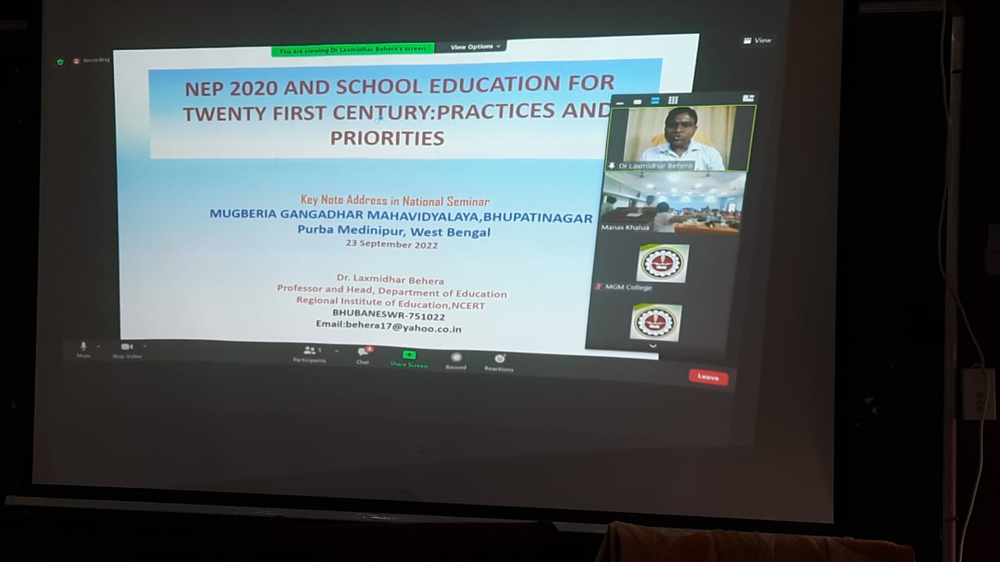 Recording
You are viewing Dr Laxmidhar Behera's screen
View Options
View
NEP 2020 AND SCHOOL EDUCATION FOR
TWENTY FIRST CENTURY:PRACTICES AND
PRIORITIES
Key Note Address in National Seminar
MUGBERIA GANGADHAR MAHAVIDYALAYA,BHUPATINAGAR
Purba Medinipur, West Bengal
23 September 2022
Dr. Laxmidhar Behera
Professor and Head, Department of Education
Regional Institute of Education,NCERT
BHUBANESWR-751022
Email:behera17@yahoo.co.in
Dr Laxmidhar Behera
Manas Khalua
MGM College
Mute
Stop Video
5
Participants
4
Chat
Share Screen
Record
Reactions
Leave